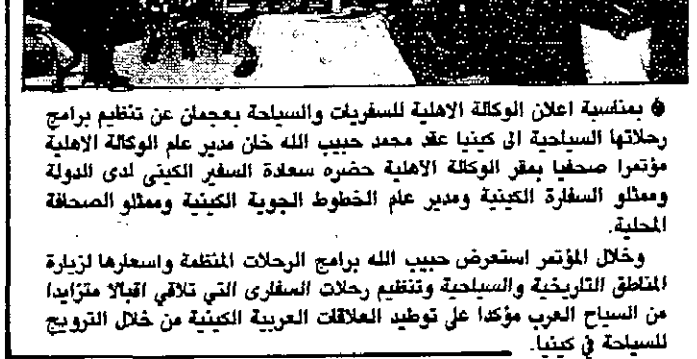 بمناسبة اعلان الوكالة الاهلية للسفريات والسياحة بعجمان عن تنظيم برامج
رحلاتها السياحية الى كينيا عقد محمد حبيب الله خان مدير عام الوكالة الاهلية
مؤتمرا صحفيا بمقر الوكالة الاهلية حضره سعادة السفير الكينى لدى الدولة
وممثلو السفارة الكينية ومدير عام الخطوط الجوية الكينية وممثلو الصحافة
المحلية.
وخلال المؤتمر استعرض حبيب الله برامج الرحلات المنظمة واسعارها لزيارة
المناطق التاريخية والسياحية وتنظيم رحلات السفارى التي تلاقي اقبالا متزايدا
من السياح العرب مؤكدا على توطيد العلاقات العربية الكينية من خلال الترويج
للسياحة في كينيا.